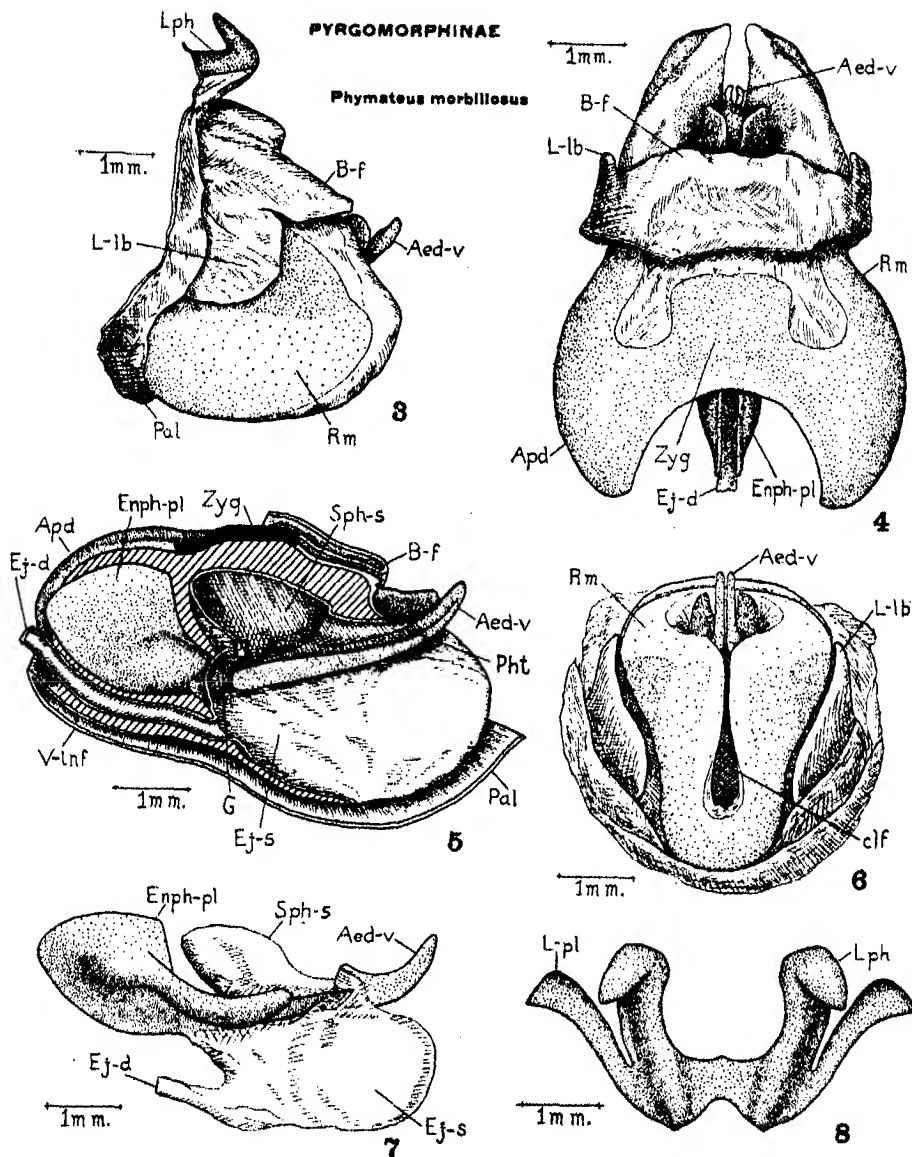 PYRGOMORPHINAE
Phymateus morbillosus
Lph
1mm.
B-f
L-lb
Aed-v
Pal
Rm
3
1mm.
Aed-v
B-f
L-lb
Rm
Apd
Zyg
Ej-d
Enph-pl
4
Enph-pl
Zyg
Sph-s
Apd
Ej-d
B-f
Aed-v
Pht
V-inf
1mm.
G
Ej-s
Pal
5
Aed-v
Rm
L-lb
1mm.
clf
6
Enph-pl
Sph-s
Aed-v
Ej-d
1mm.
Ej-s
7
L-pl
Lph
1mm.
8